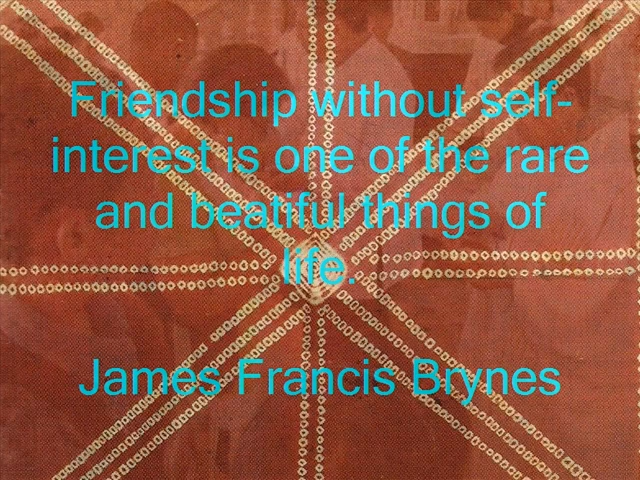 Friendship without self-
interest is one of the rare
and beatiful things of
life.
James Francis Brynes